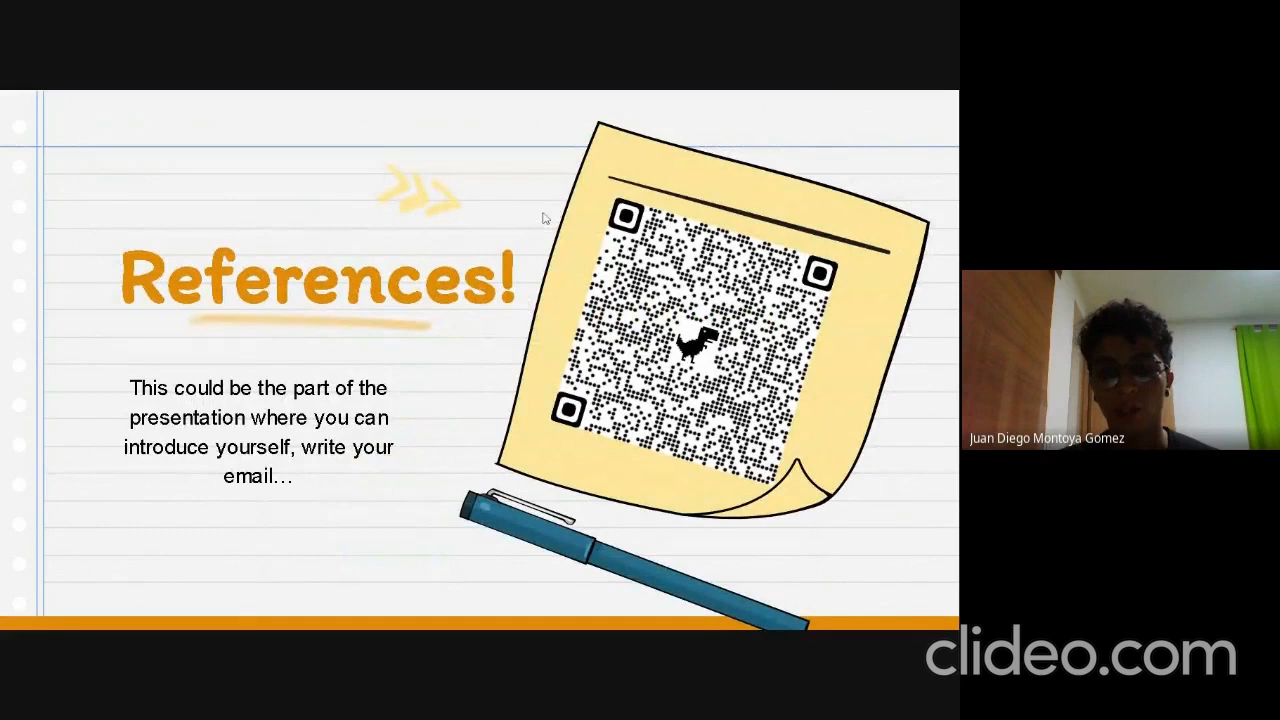 References!
This could be the part of the
presentation where you can
introduce yourself, write your
email…
Juan Diego Montoya Gomez
clideo.com